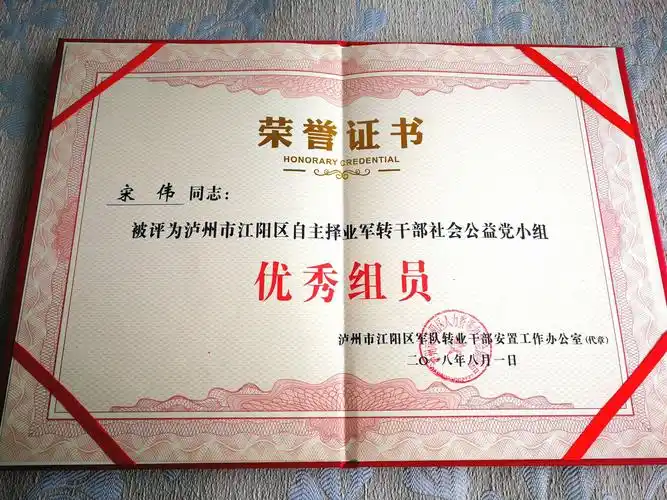 荣誉证书
HONORARY CREDENTIAL
宋 伟 同志：
被评为泸州市江阳区自主择业军转干部社会公益党小组
优秀组员
泸州市江阳区军队转业干部安置工作办公室(代章)
二〇一八年八月一日